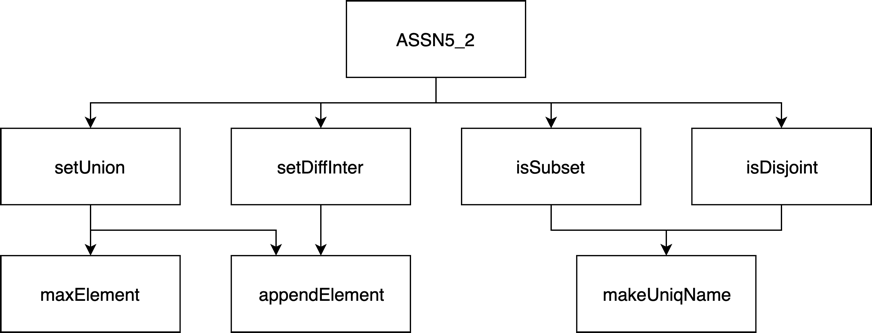 ASSN5_2
setUnion
setDiffInter
isSubset
isDisjoint
maxElement
appendElement
makeUniqName